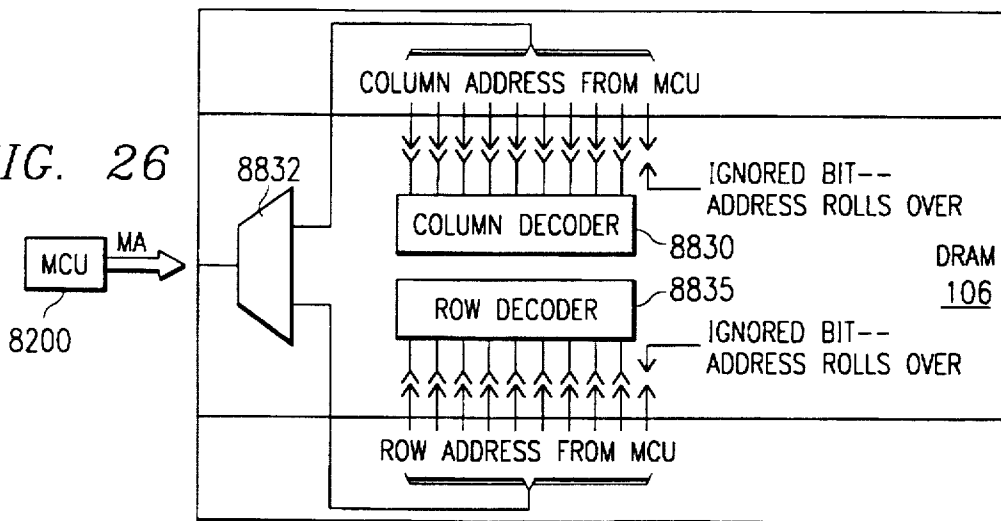 COLUMN ADDRESS FROM MCU
IG. 26
8832
IGNORED BIT--
ADDRESS ROLLS OVER
COLUMN DECODER
8830
MCU
MA
DRAM
106
8200
ROW DECODER
8835
IGNORED BIT--
ADDRESS ROLLS OVER
ROW ADDRESS FROM MCU